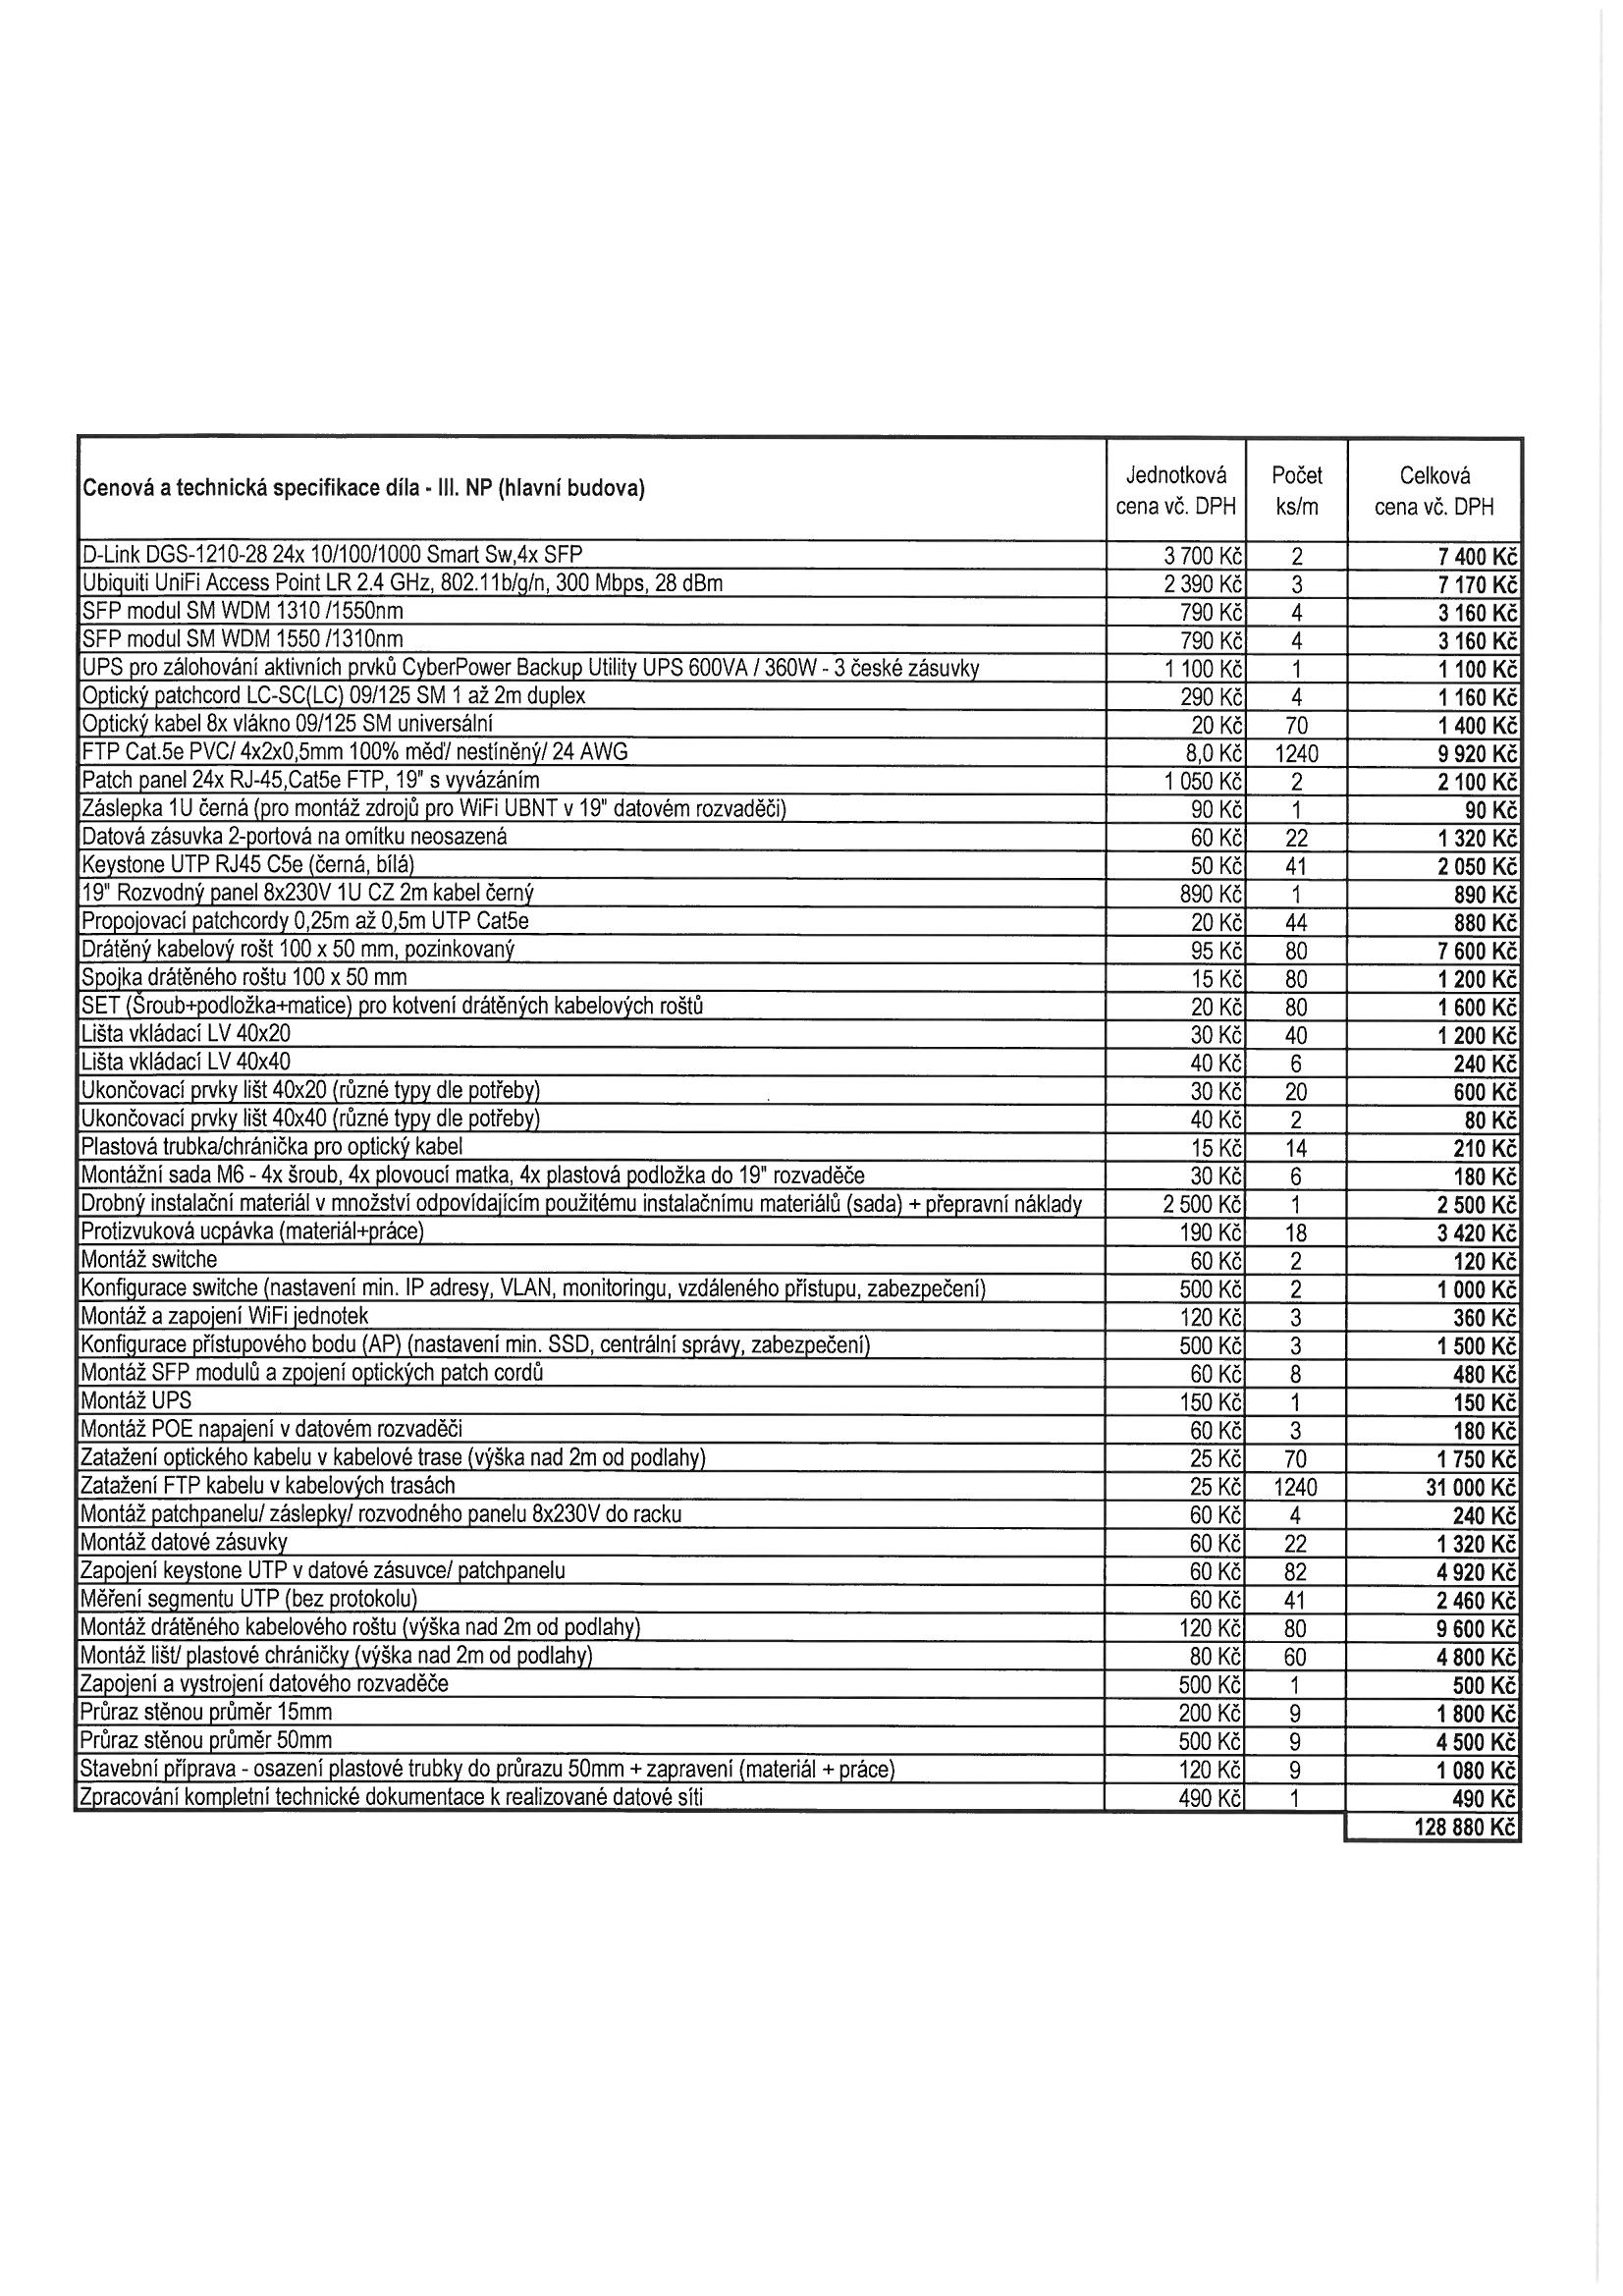 Cenová a technická specifikace díla - III. NP (hlavní budova) Jednotková cena vč. DPH Počet ks/m Celková cena vč. DPH
D-Link DGS-1210-28 24x 10/100/1000 Smart Sw,4x SFP 3 700 Kč 2 7 400 Kč
Ubiquiti UniFi Access Point LR 2.4 GHz, 802.11b/g/n, 300 Mbps, 28 dBm 2 390 Kč 3 7 170 Kč
SFP modul SM WDM 1310 /1550nm 790 Kč 4 3 160 Kč
SFP modul SM WDM 1550 /1310nm 790 Kč 4 3 160 Kč
UPS pro zálohování aktivních prvků CyberPower Backup Utility UPS 600VA / 360W - 3 české zásuvky 1 100 Kč 1 1 100 Kč
Optický patchcord LC-SC(LC) 09/125 SM 1 až 2m duplex 290 Kč 4 1 160 Kč
Optický kabel 8x vlákno 09/125 SM universální 20 Kč 70 1 400 Kč
FTP Cat.5e PVC/ 4x2x0,5mm 100% měď/ nestíněný/ 24 AWG 8,0 Kč 1240 9 920 Kč
Patch panel 24x RJ-45,Cat5e FTP, 19" s vyvázáním 1 050 Kč 2 2 100 Kč
Záslepka 1U černá (pro montáž zdrojů pro WiFi UBNT v 19" datovém rozvaděči) 90 Kč 1 90 Kč
Datová zásuvka 2-portová na omítku neosazená 60 Kč 22 1 320 Kč
Keystone UTP RJ45 C5e (černá, bílá) 50 Kč 41 2 050 Kč
19" Rozvodný panel 8x230V 1U CZ 2m kabel černý 890 Kč 1 890 Kč
Propojovací patchcordy 0,25m až 0,5m UTP Cat5e 20 Kč 44 880 Kč
Drátěný kabelový rošt 100 x 50 mm, pozinkovaný 95 Kč 80 7 600 Kč
Spojka drátěného roštu 100 x 50 mm 15 Kč 80 1 200 Kč
SET (Šroub+podložka+matice) pro kotvení drátěných kabelových roštů 20 Kč 80 1 600 Kč
Lišta vkládací LV 40x20 30 Kč 40 1 200 Kč
Lišta vkládací LV 40x40 40 Kč 6 240 Kč
Ukončovací prvky lišt 40x20 (různé typy dle potřeby) 30 Kč 20 600 Kč
Ukončovací prvky lišt 40x40 (různé typy dle potřeby) 40 Kč 2 80 Kč
Plastová trubka/chránička pro optický kabel 15 Kč 14 210 Kč
Montážní sada M6 - 4x šroub, 4x plovoucí matka, 4x plastová podložka do 19" rozvaděče 30 Kč 6 180 Kč
Drobný instalační materiál v množství odpovídajícím použitému instalačnímu materiálů (sada) + přepravní náklady 2 500 Kč 1 2 500 Kč
Protizvuková ucpávka (materiál+práce) 190 Kč 18 3 420 Kč
Montáž switche 60 Kč 2 120 Kč
Konfigurace switche (nastavení min. IP adresy, VLAN, monitoringu, vzdáleného přístupu, zabezpečení) 500 Kč 2 1 000 Kč
Montáž a zapojení WiFi jednotek 120 Kč 3 360 Kč
Konfigurace přístupového bodu (AP) (nastavení min. SSD, centrální správy, zabezpečení) 500 Kč 3 1 500 Kč
Montáž SFP modulů a zpojení optických patch cordů 60 Kč 8 480 Kč
Montáž UPS 150 Kč 1 150 Kč
Montáž POE napajení v datovém rozvaděči 60 Kč 3 180 Kč
Zatažení optického kabelu v kabelové trase (výška nad 2m od podlahy) 25 Kč 70 1 750 Kč
Zatažení FTP kabelu v kabelových trasách 25 Kč 1240 31 000 Kč
Montáž patchpanelu/ záslepky/ rozvodného panelu 8x230V do racku 60 Kč 4 240 Kč
Montáž datové zásuvky 60 Kč 22 1 320 Kč
Zapojení keystone UTP v datové zásuvce/ patchpanelu 60 Kč 82 4 920 Kč
Měření segmentu UTP (bez protokolu) 60 Kč 41 2 460 Kč
Montáž drátěného kabelového roštu (výška nad 2m od podlahy) 120 Kč 80 9 600 Kč
Montáž lišt/ plastové chráničky (výška nad 2m od podlahy) 80 Kč 60 4 800 Kč
Zapojení a vystrojení datového rozvaděče 500 Kč 1 500 Kč
Průraz stěnou průměr 15mm 200 Kč 9 1 800 Kč
Průraz stěnou průměr 50mm 500 Kč 9 4 500 Kč
Stavební příprava - osazení plastové trubky do průrazu 50mm + zapravení (materiál + práce) 120 Kč 9 1 080 Kč
Zpracování kompletní technické dokumentace k realizované datové síti 490 Kč 1 490 Kč
128 880 Kč